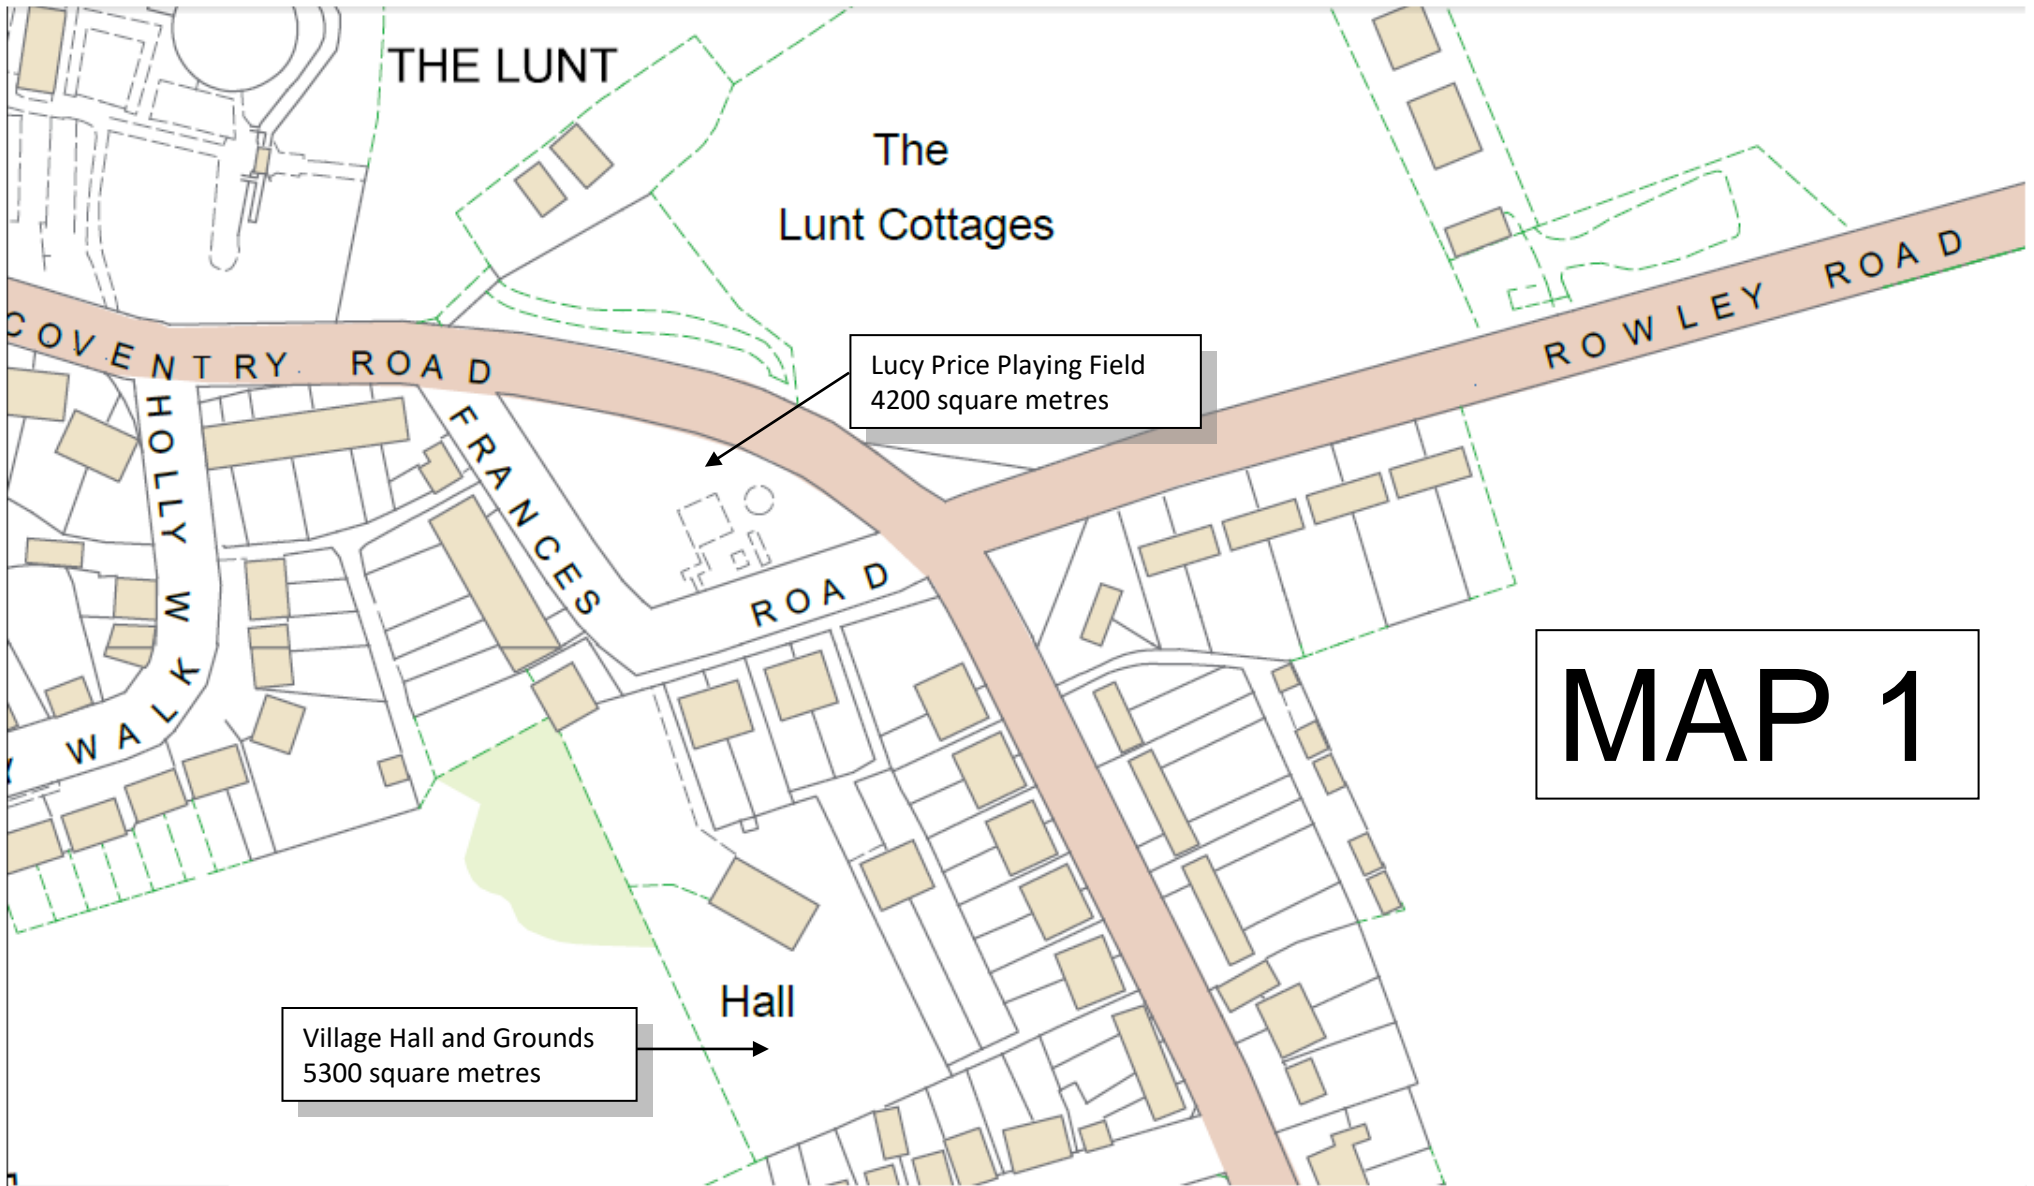 THE LUNT
The
Lunt Cottages
COVENTRY ROAD
ROWLEY ROAD
Lucy Price Playing Field
4200 square metres
HOLLY WALK
W
FRANCES ROAD
MAP 1
Hall
Village Hall and Grounds
5300 square metres